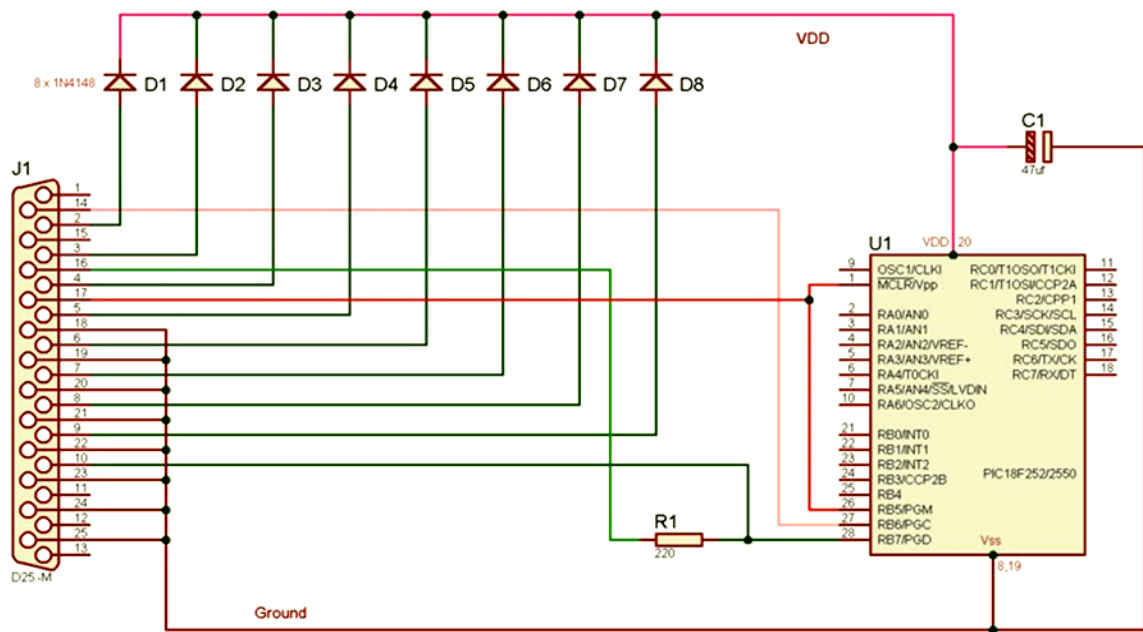 VDD
8 x 1N4148
D1
D2
D3
D4
D5
D6
D7
D8
C1
47uf
J1
1
14
2
15
3
16
4
17
5
18
6
19
7
20
8
21
9
22
10
23
11
24
12
25
13
D25-M
U1
VDD 20
9 OSC1/CLKI
1 MCLR/Vpp
2 RA0/AN0
3 RA1/AN1
4 RA2/AN2/VREF-
5 RA3/AN3/VREF+
6 RA4/T0CKI
7 RA5/AN4/SS/LVDIN
10 RA6/OSC2/CLKO
21 RB0/INT0
22 RB1/INT1
23 RB2/INT2
24 RB3/CCP2B
25 RB4
26 RB5/PGM
27 RB6/PGC
28 RB7/PGD
RC0/T1OSO/T1CKI 11
RC1/T1OSI/CCP2A 12
RC2/CPP1 13
RC3/SCK/SCL 14
RC4/SDI/SDA 15
RC5/SDO 16
RC6/TX/CK 17
RC7/RX/DT 18
PIC18F252/2550
Vss
8,19
R1
220
Ground